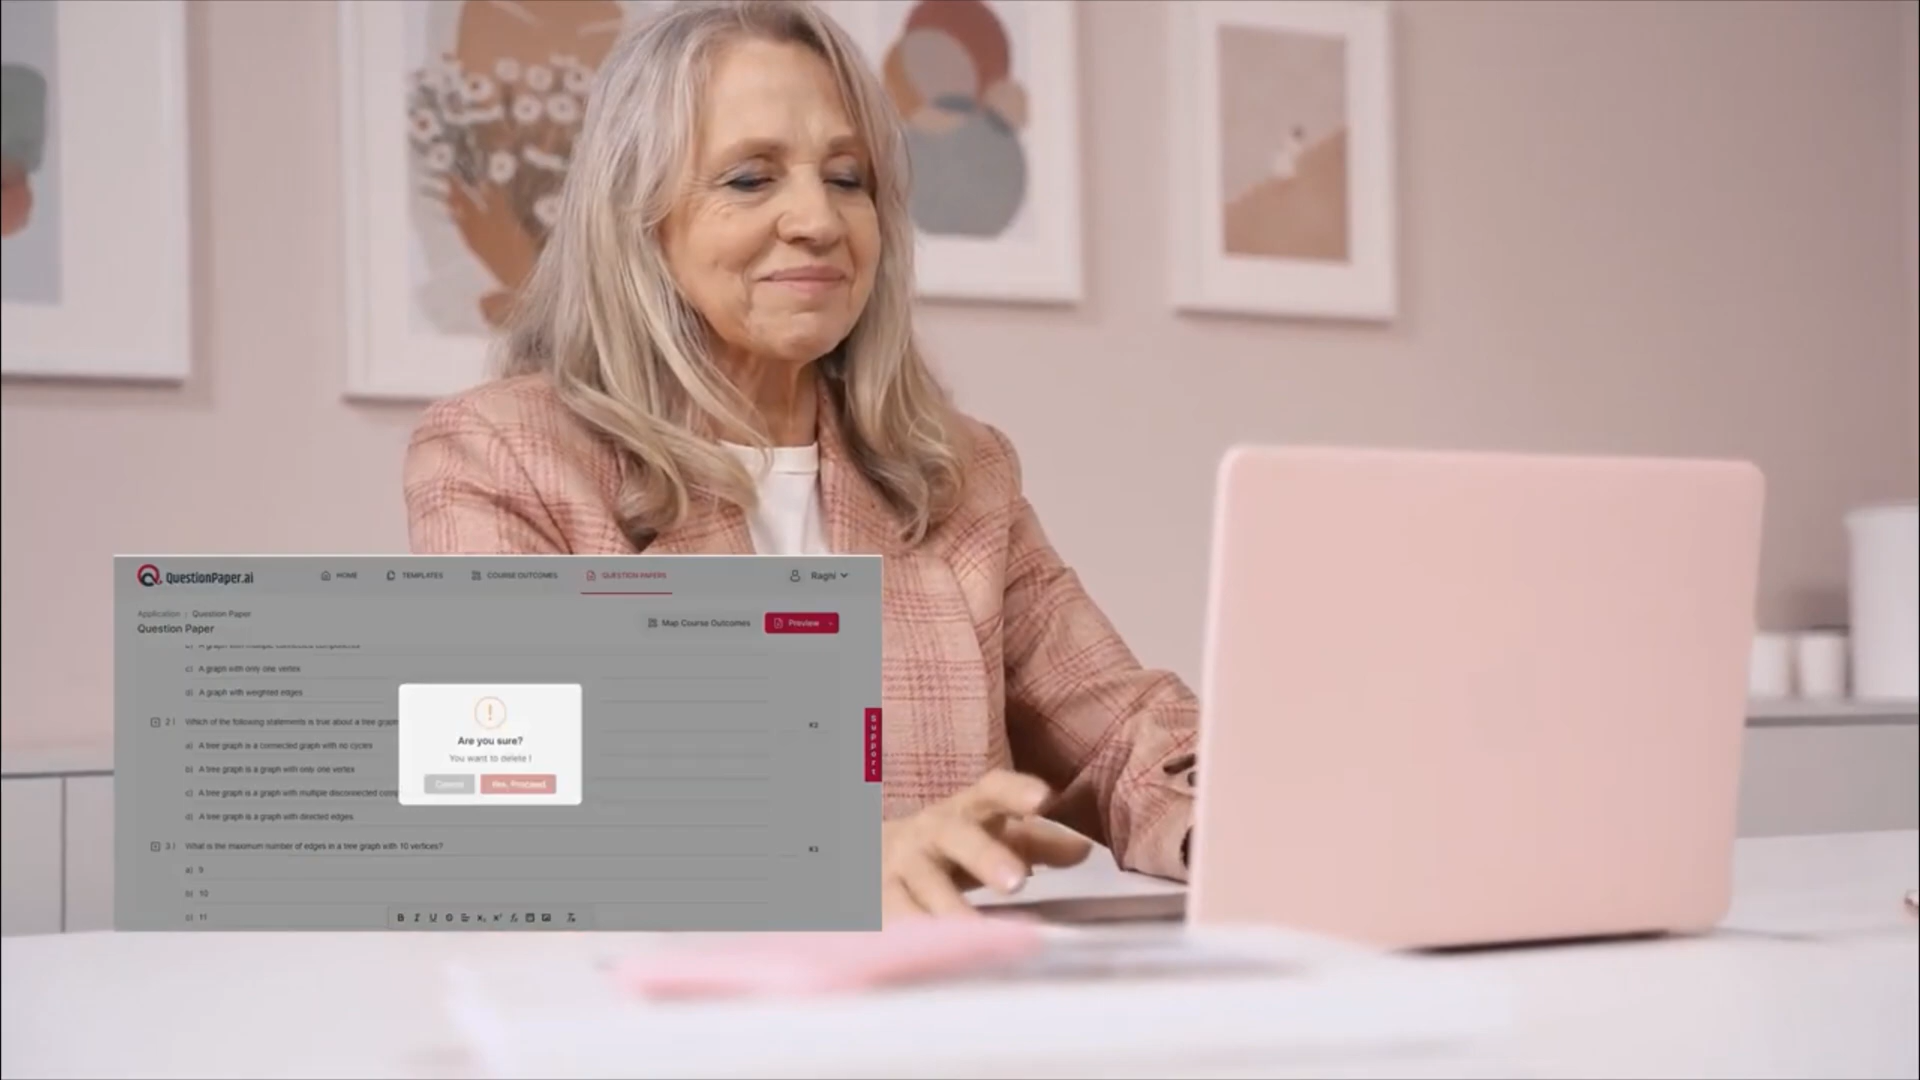 QuestionPaper.ai
HOME TEMPLATES COURSE OUTCOMES QUESTION PAPERS Raghi
Application / Question Paper
Question Paper
Map Course Outcomes Preview
c) A graph with only one vertex
d) A graph with weighted edges
2 ) Which of the following statements is true about a tree graph K2
a) A tree graph is a connected graph with no cycles
b) A tree graph is a graph with only one vertex
c) A tree graph is a graph with multiple disconnected
d) A tree graph is a graph with directed edges
Are you sure?
You want to delete !
Cancel Yes, Proceed
Support
3 ) What is the maximum number of edges in a tree graph with 10 vertices?
a) 9
b) 10
c) 11
B I U